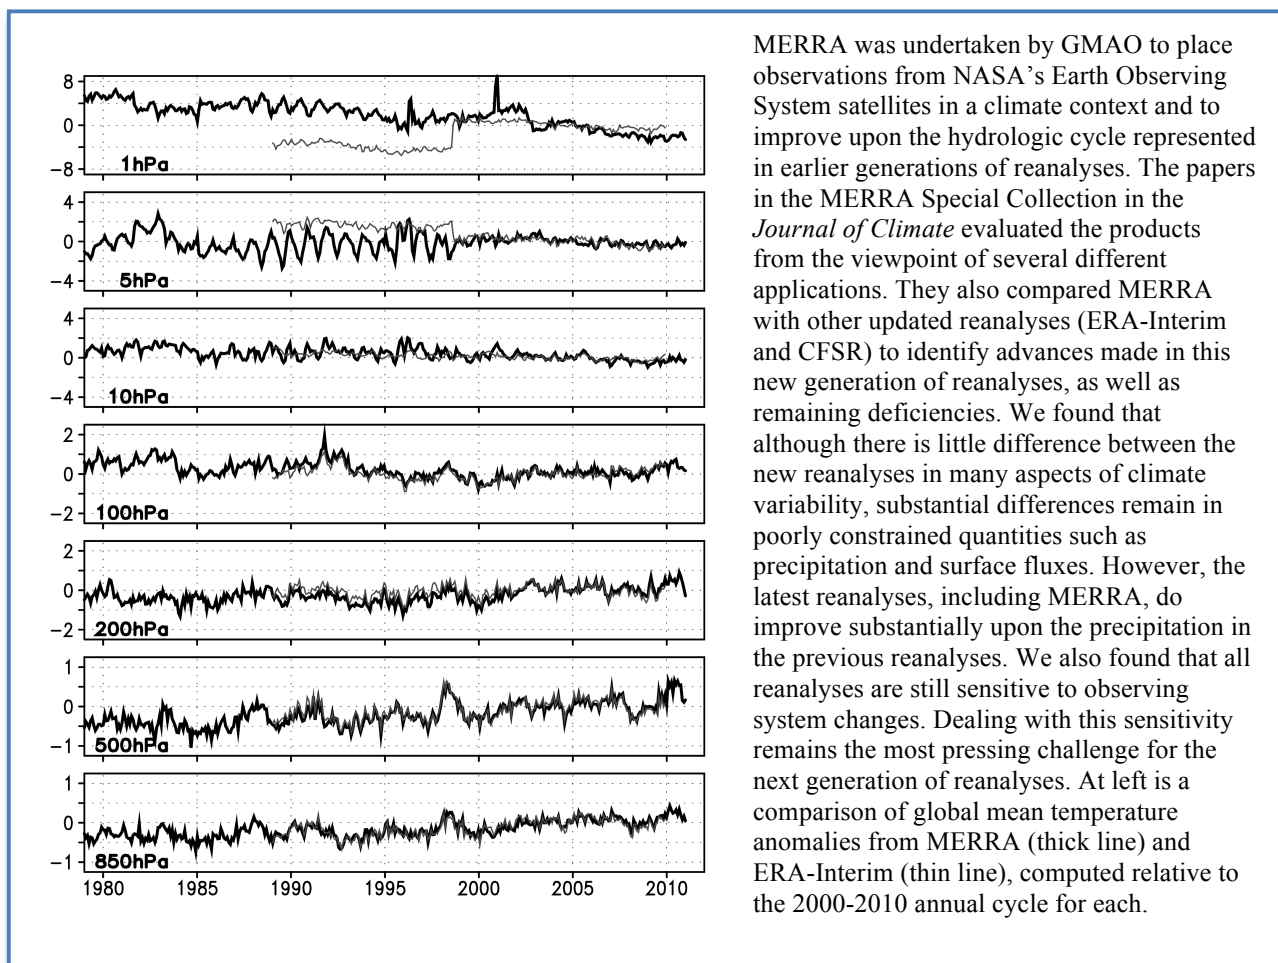 8
0
−8
1hPa
4
0
−4
5hPa
4
0
−4
10hPa
2
0
−2
100hPa
2
0
−2
200hPa
1
0
−1
500hPa
1
0
−1
850hPa
1980 1985 1990 1995 2000 2005 2010
MERRA was undertaken by GMAO to place
observations from NASA’s Earth Observing
System satellites in a climate context and to
improve upon the hydrologic cycle represented
in earlier generations of reanalyses. The papers
in the MERRA Special Collection in the
Journal of Climate evaluated the products
from the viewpoint of several different
applications. They also compared MERRA
with other updated reanalyses (ERA-Interim
and CFSR) to identify advances made in this
new generation of reanalyses, as well as
remaining deficiencies. We found that
although there is little difference between the
new reanalyses in many aspects of climate
variability, substantial differences remain in
poorly constrained quantities such as
precipitation and surface fluxes. However, the
latest reanalyses, including MERRA, do
improve substantially upon the precipitation in
the previous reanalyses. We also found that all
reanalyses are still sensitive to observing
system changes. Dealing with this sensitivity
remains the most pressing challenge for the
next generation of reanalyses. At left is a
comparison of global mean temperature
anomalies from MERRA (thick line) and
ERA-Interim (thin line), computed relative to
the 2000-2010 annual cycle for each.